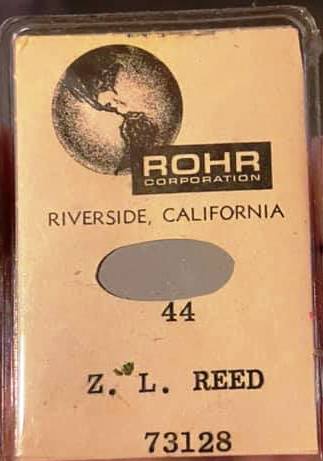 ROHR
CORPORATION
RIVERSIDE, CALIFORNIA
44
Z. L. REED
73128